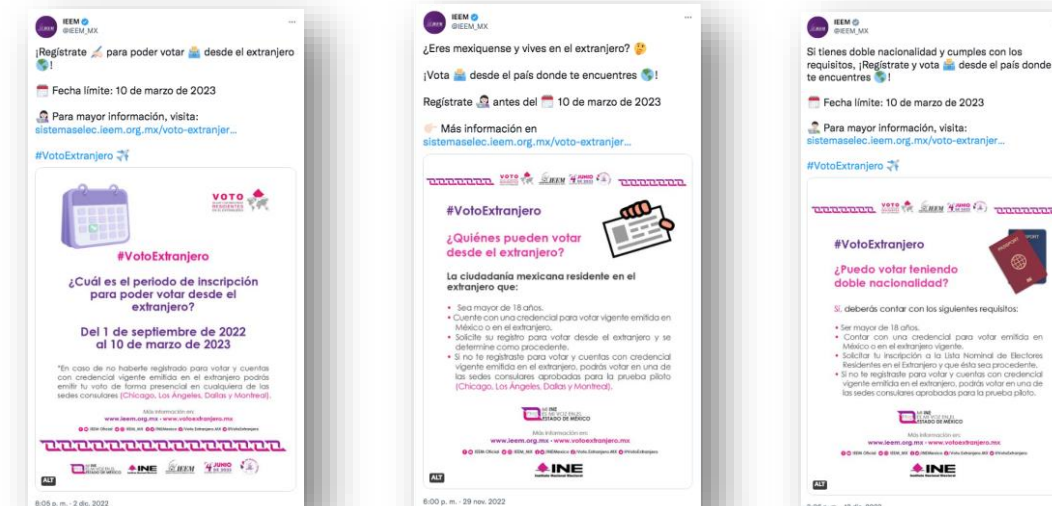 IEEM
@IEEM_MX
¡Regístrate para poder votar desde el extranjero
!
Fecha límite: 10 de marzo de 2023
Para mayor información, visita:
sistemaselec.ieem.org.mx/voto-extranjer...
#VotoExtranjero
VOTO
#VotoExtranjero
¿Cuál es el periodo de inscripción
para poder votar desde el
extranjero?
Del 1 de septiembre de 2022
al 10 de marzo de 2023
*En caso de no haberte registrado para votar y cuentas
con credencial vigente emitida en el extranjero podrás
emitir tu voto de forma presencial en cualquiera de las
sedes consulares (Chicago, Los Ángeles, Dallas y Montreal).
Más información en:
www.ieem.org.mx - www.votoextranjero.mx
INE
IEEM
4 JUNIO
ALT
6:05 p. m. · 2 dic. 2022
IEEM
@IEEM_MX
¿Eres mexiquense y vives en el extranjero?
¡Vota desde el país donde te encuentres !
Regístrate antes del 10 de marzo de 2023
Más información en
sistemaselec.ieem.org.mx/voto-extranjer...
VOTO
IEEM
4 JUNIO
#VotoExtranjero
¿Quiénes pueden votar
desde el extranjero?
La ciudadanía mexicana residente en el
extranjero que:
• Sea mayor de 18 años.
• Cuente con una credencial para votar vigente emitida en
México o en el extranjero.
• Solicite su registro para votar desde el extranjero y se
determine como procedente.
• Si no te registraste para votar y cuentas con credencial
vigente emitida en el extranjero, podrás votar en una de
las sedes consulares aprobadas para la prueba piloto
(Chicago, Los Ángeles, Dallas y Montreal).
Más información en:
www.ieem.org.mx - www.votoextranjero.mx
INE
Instituto Nacional Electoral
ALT
6:00 p. m. · 29 nov. 2022
IEEM
@IEEM_MX
Si tienes doble nacionalidad y cumples con los
requisitos, ¡Regístrate y vota desde el país donde
te encuentres !
Fecha límite: 10 de marzo de 2023
Para mayor información, visita:
sistemaselec.ieem.org.mx/voto-extranjer...
#VotoExtranjero
VOTO
IEEM
4 JUNIO
#VotoExtranjero
PASSPORT
¿Puedo votar teniendo
doble nacionalidad?
Sí, deberás contar con los siguientes requisitos:
• Ser mayor de 18 años.
• Contar con una credencial para votar emitida en
México o en el extranjero vigente.
• Solicitar tu inscripción a la Lista Nominal de Electores
Residentes en el Extranjero y que ésta sea procedente.
• Si no te registraste para votar y cuentas con credencial
vigente emitida en el extranjero, podrás votar en una de
las sedes consulares aprobadas para la prueba piloto.
Más información en:
www.ieem.org.mx - www.votoextranjero.mx
INE
Instituto Nacional Electoral
ALT